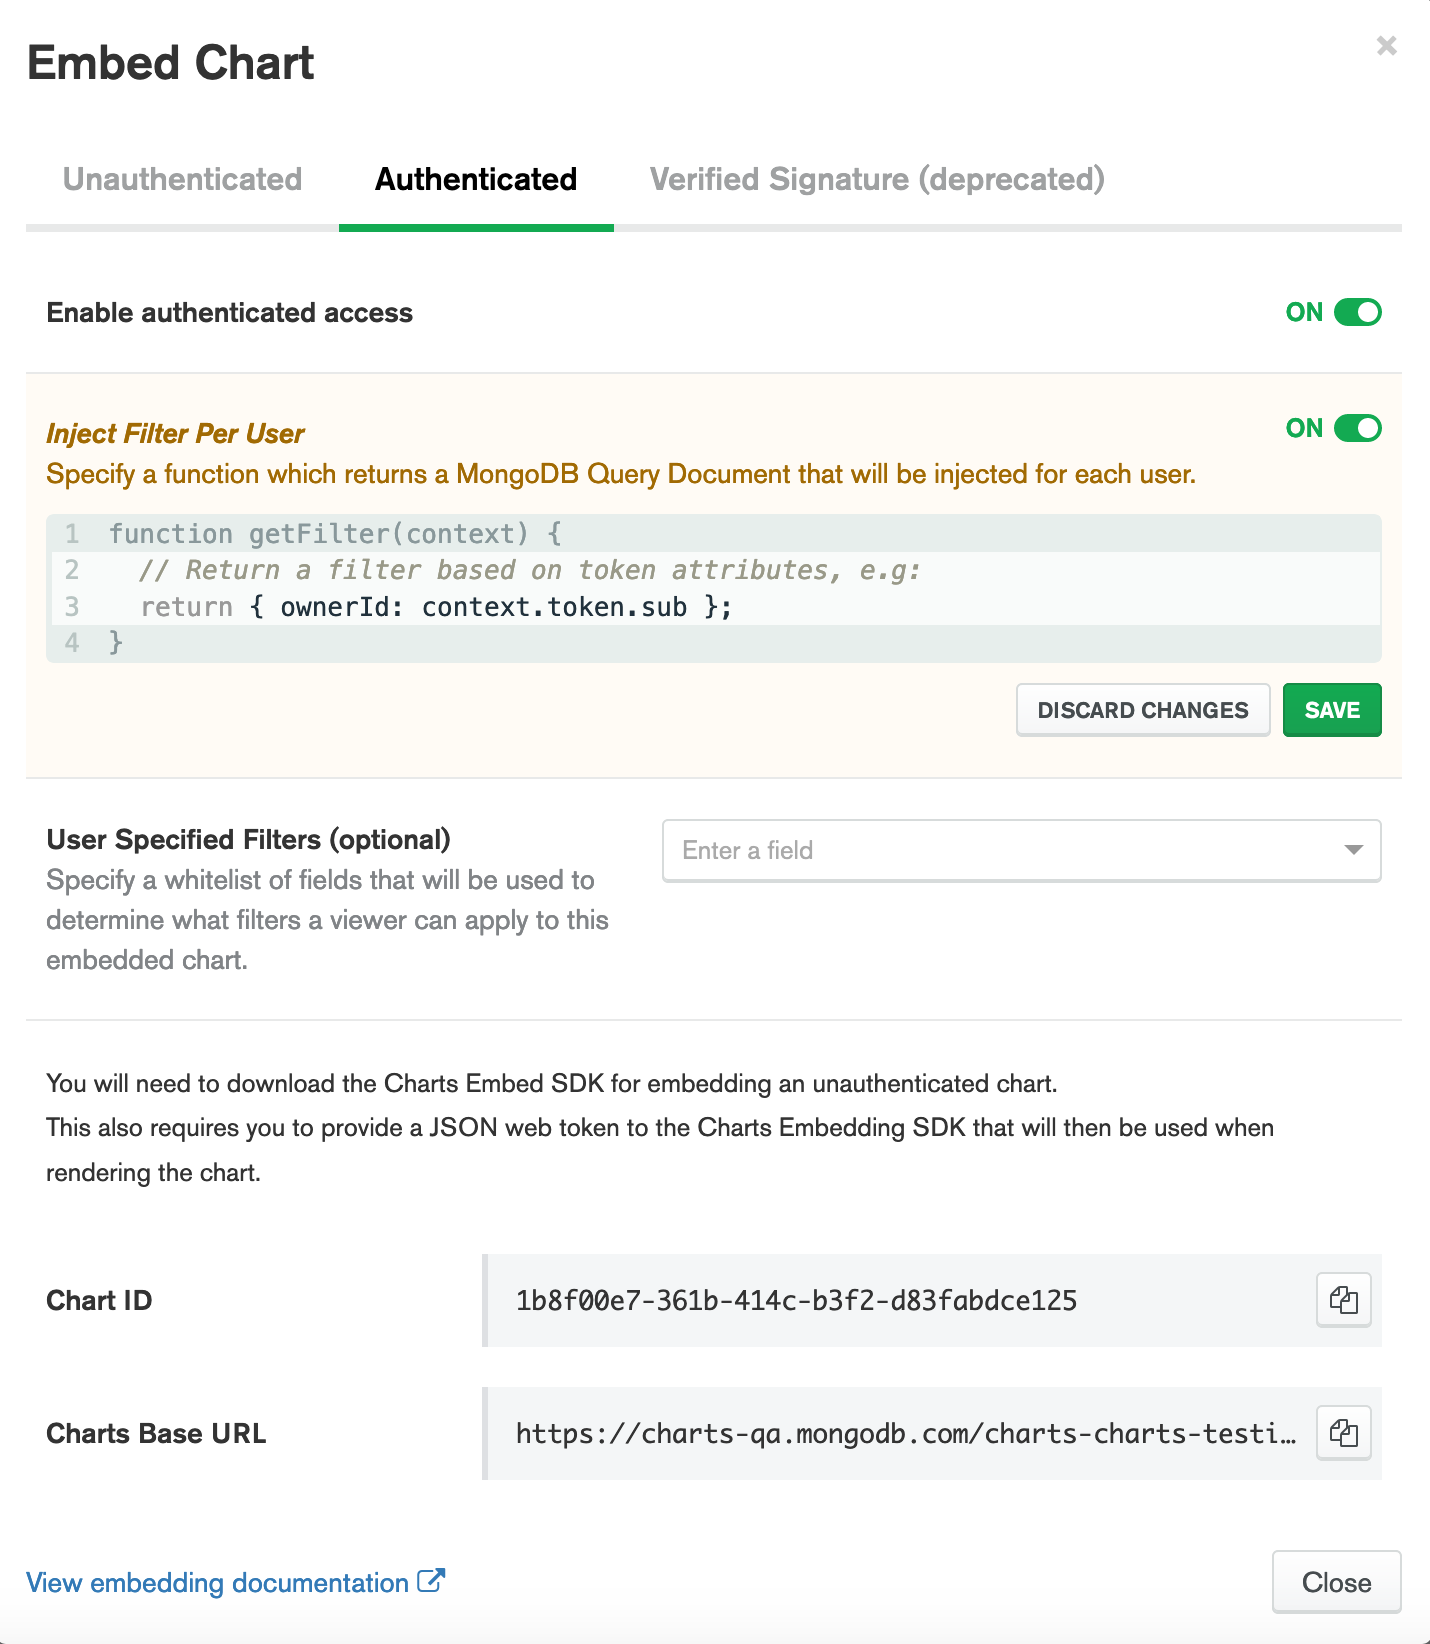 Embed Chart
Unauthenticated
Authenticated
Verified Signature (deprecated)
Enable authenticated access
ON
Inject Filter Per User
ON
Specify a function which returns a MongoDB Query Document that will be injected for each user.
1 function getFilter(context) {
2 // Return a filter based on token attributes, e.g:
3 return { ownerId: context.token.sub };
4 }
DISCARD CHANGES
SAVE
User Specified Filters (optional)
Specify a whitelist of fields that will be used to
determine what filters a viewer can apply to this
embedded chart.
Enter a field
You will need to download the Charts Embed SDK for embedding an unauthenticated chart.
This also requires you to provide a JSON web token to the Charts Embedding SDK that will then be used when
rendering the chart.
Chart ID
1b8f00e7-361b-414c-b3f2-d83fabdce125
Charts Base URL
https://charts-qa.mongodb.com/charts-charts-testi…
View embedding documentation
Close